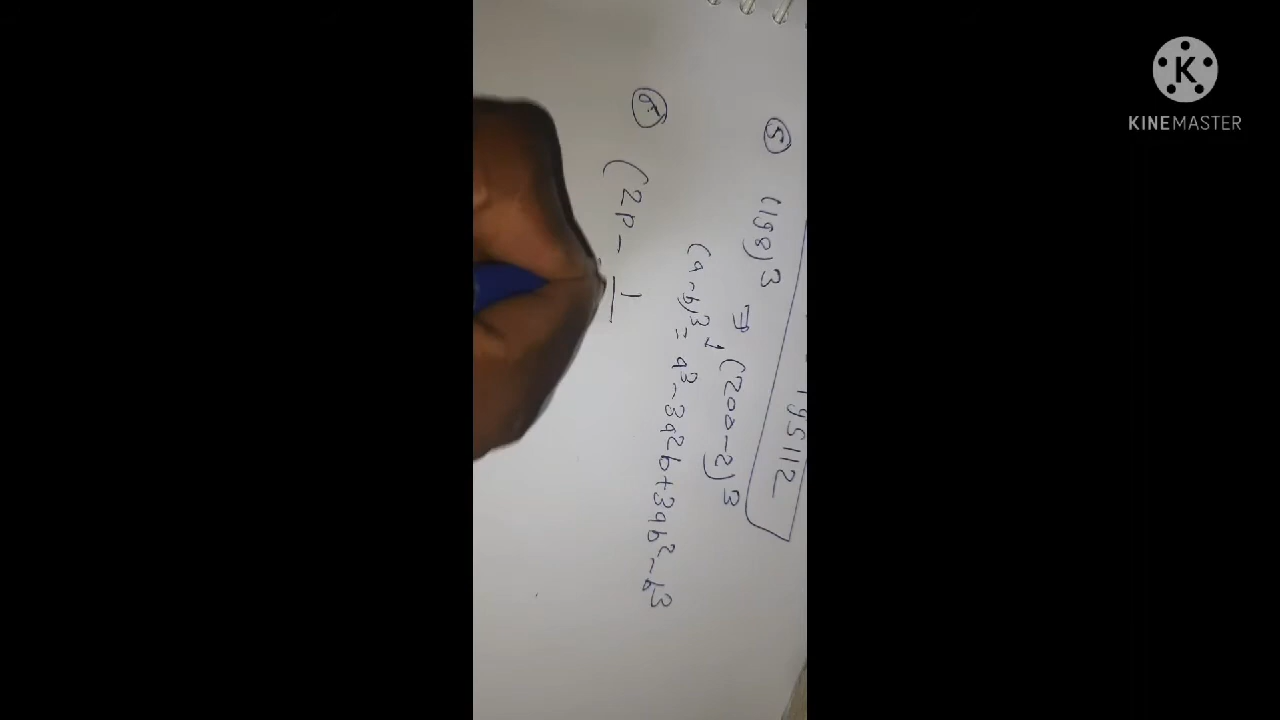 195112
⑤ (198)³ ⇒ (200-2)³
(a-b)³ = a³-3a²b+3ab²-b³
⑥ (2p - 1
KINEMASTER